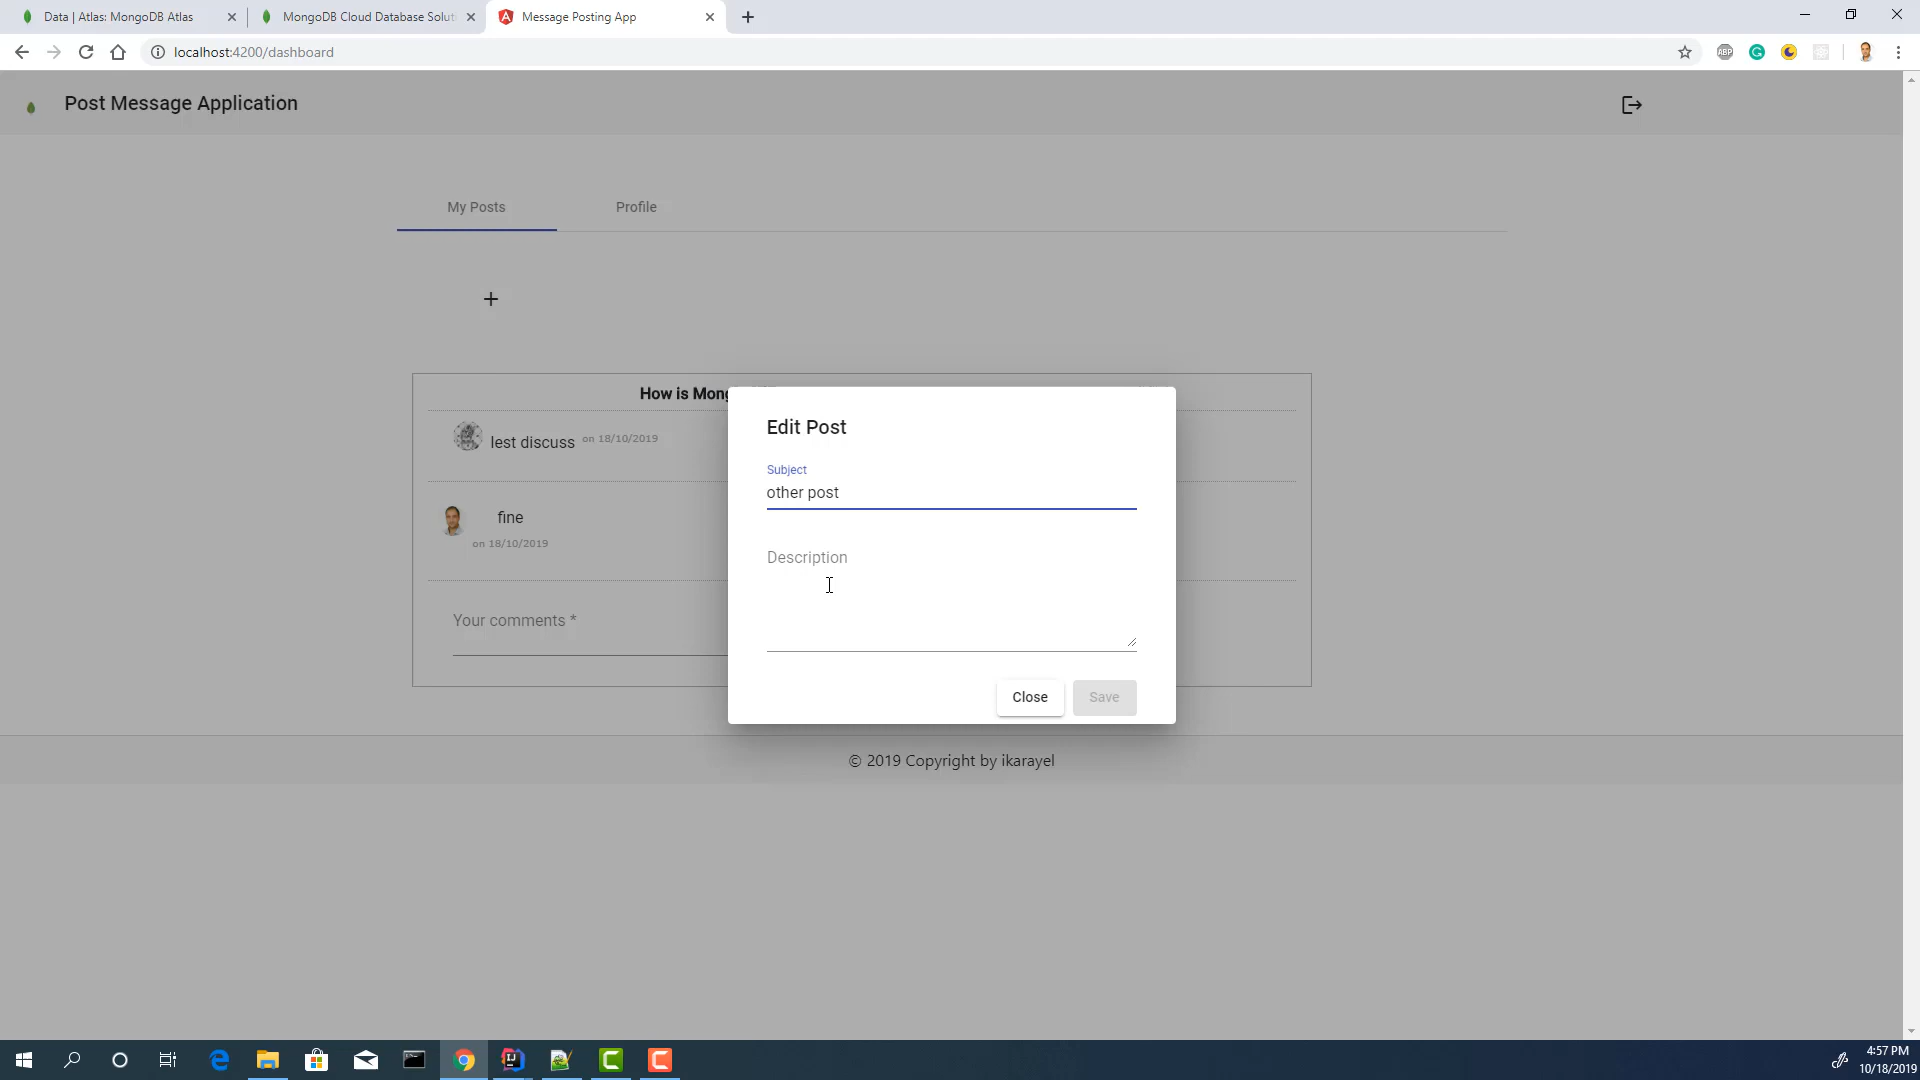 Data | Atlas: MongoDB Atlas
MongoDB Cloud Database Solut
Message Posting App
localhost:4200/dashboard
ABP
Post Message Application
My Posts
Profile
+
How is Mong
lest discuss on 18/10/2019
fine
on 18/10/2019
Your comments *
Edit Post
Subject
other post
Description
Close
Save
© 2019 Copyright by ikarayel
4:57 PM
10/18/2019